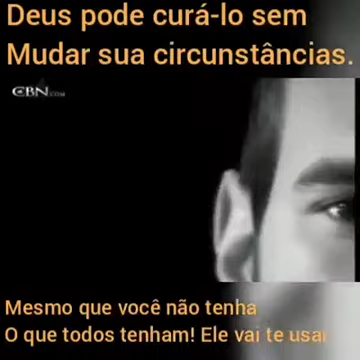 Deus pode curá-lo sem
Mudar sua circunstâncias.
CBN.COM
Mesmo que você não tenha
O que todos tenham! Ele vai te usar